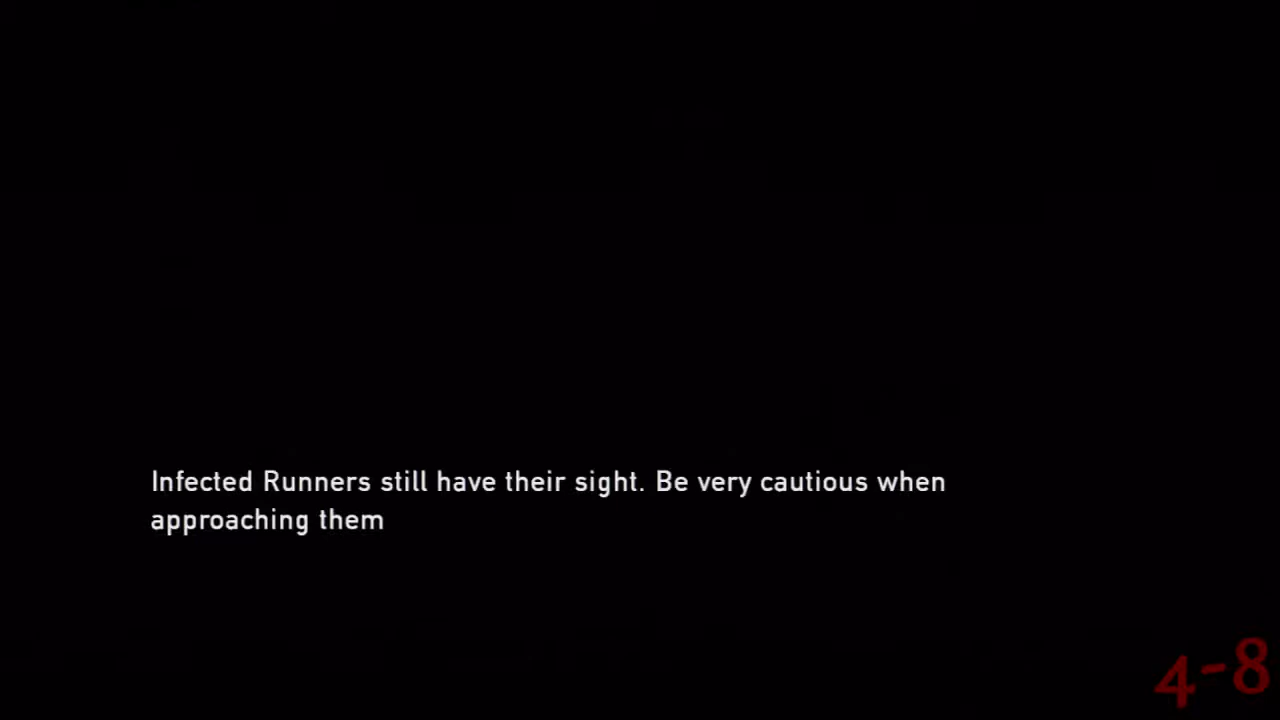 Infected Runners still have their sight. Be very cautious when
approaching them
4-8